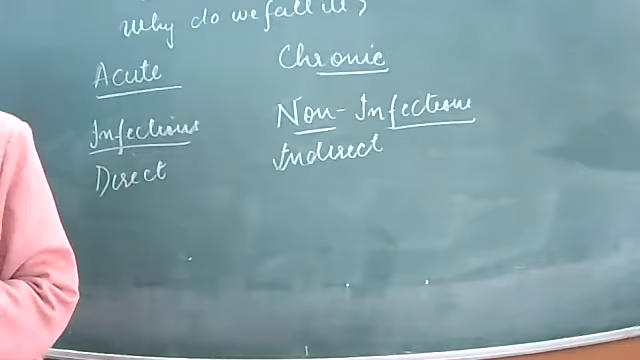 Why do we fall ill?
Acute Chronic
Infectious Non-Infectious
Direct Indirect